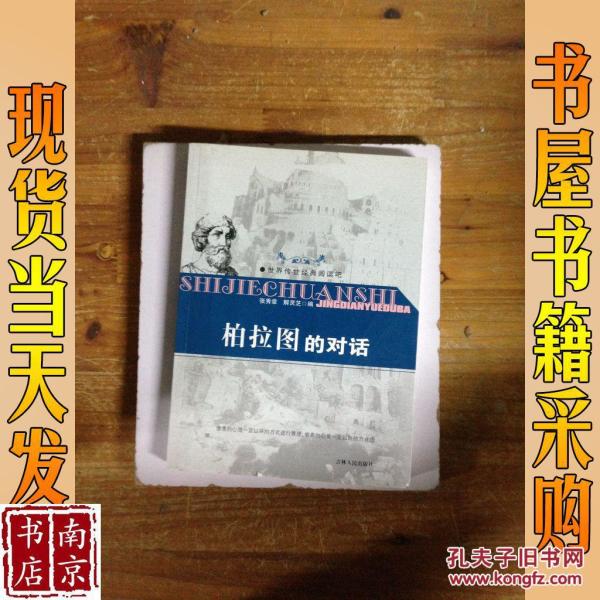 现货当天发
书屋书籍采购
●世界传世经典阅读吧
SHIJIECHUANSHI
张秀章 解灵芝 编 JINGDIANYUEDUBA
柏拉图的对话
吉林人民出版社
南京
书店
孔夫子旧书网
www.kongfz.com